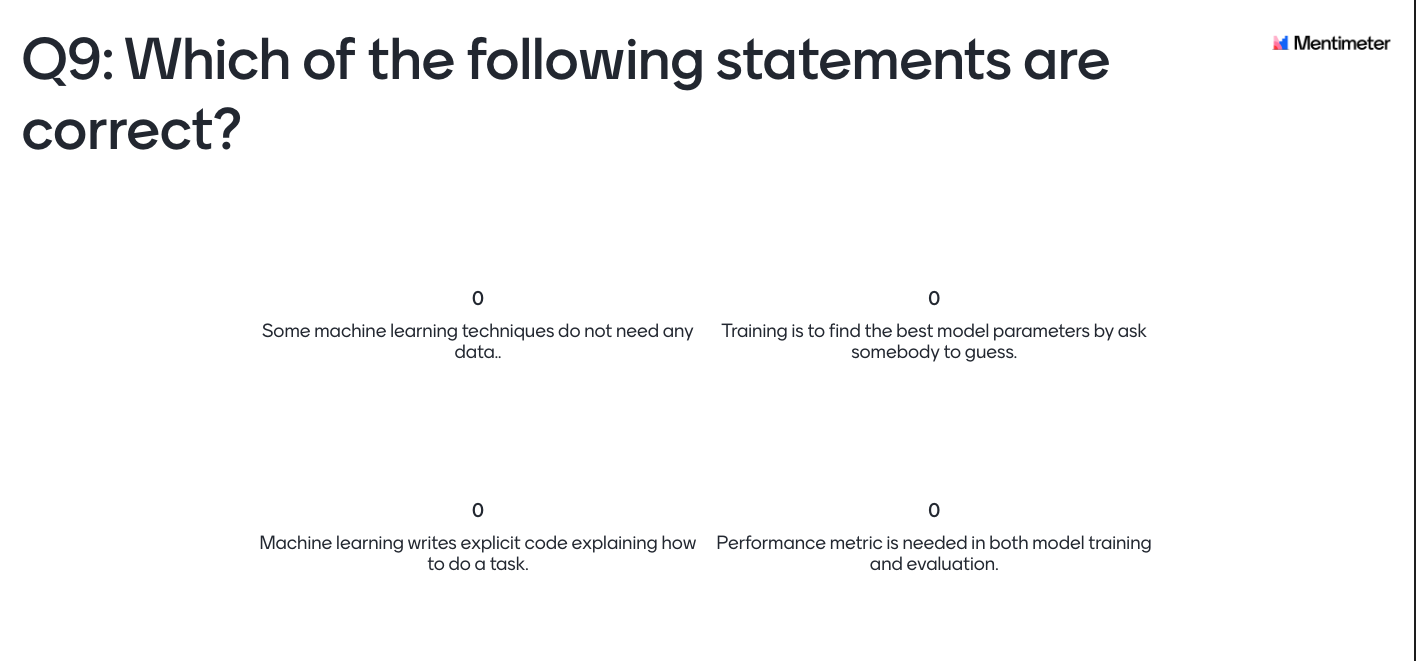 Q9: Which of the following statements are
correct?
Mentimeter
0
Some machine learning techniques do not need any
data..
0
Training is to find the best model parameters by ask
somebody to guess.
0
Machine learning writes explicit code explaining how
to do a task.
0
Performance metric is needed in both model training
and evaluation.